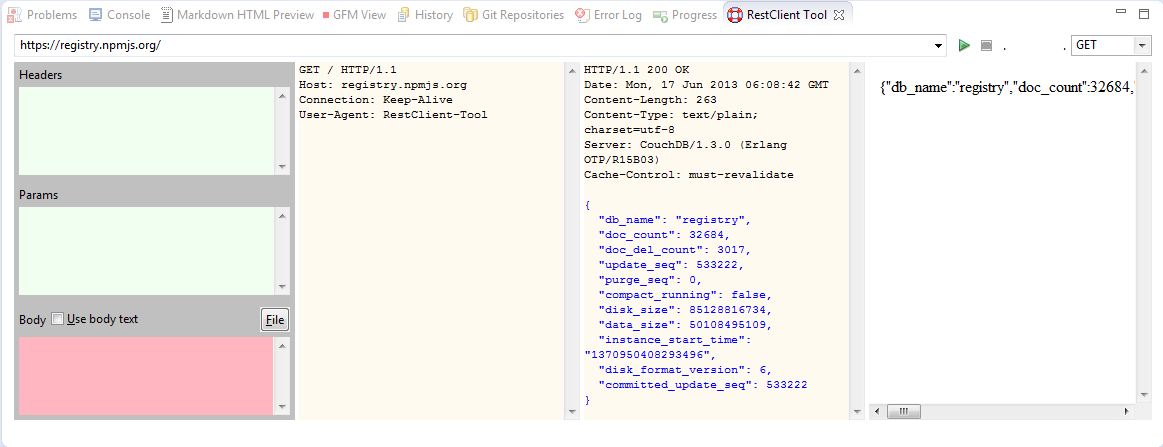 Problems Console Markdown HTML Preview GFM View History Git Repositories Error Log Progress RestClient Tool
https://registry.npmjs.org/
GET
Headers
Params
Body Use body text File
GET / HTTP/1.1
Host: registry.npmjs.org
Connection: Keep-Alive
User-Agent: RestClient-Tool
HTTP/1.1 200 OK
Date: Mon, 17 Jun 2013 06:08:42 GMT
Content-Length: 263
Content-Type: text/plain;
charset=utf-8
Server: CouchDB/1.3.0 (Erlang
OTP/R15B03)
Cache-Control: must-revalidate
{
"db_name": "registry",
"doc_count": 32684,
"doc_del_count": 3017,
"update_seq": 533222,
"purge_seq": 0,
"compact_running": false,
"disk_size": 85128816734,
"data_size": 50108495109,
"instance_start_time":
"1370950408293496",
"disk_format_version": 6,
"committed_update_seq": 533222
}
{"db_name":"registry","doc_count":32684,